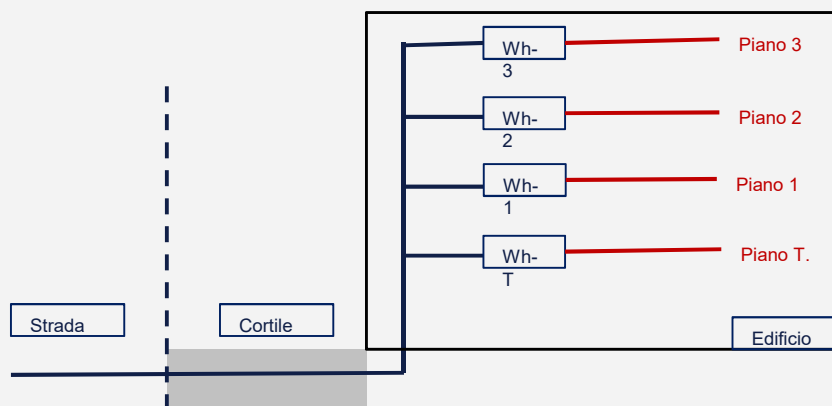 Wh-
3
Piano 3
Wh-
2
Piano 2
Wh-
1
Piano 1
Wh-
T
Piano T.
Strada
Cortile
Edificio